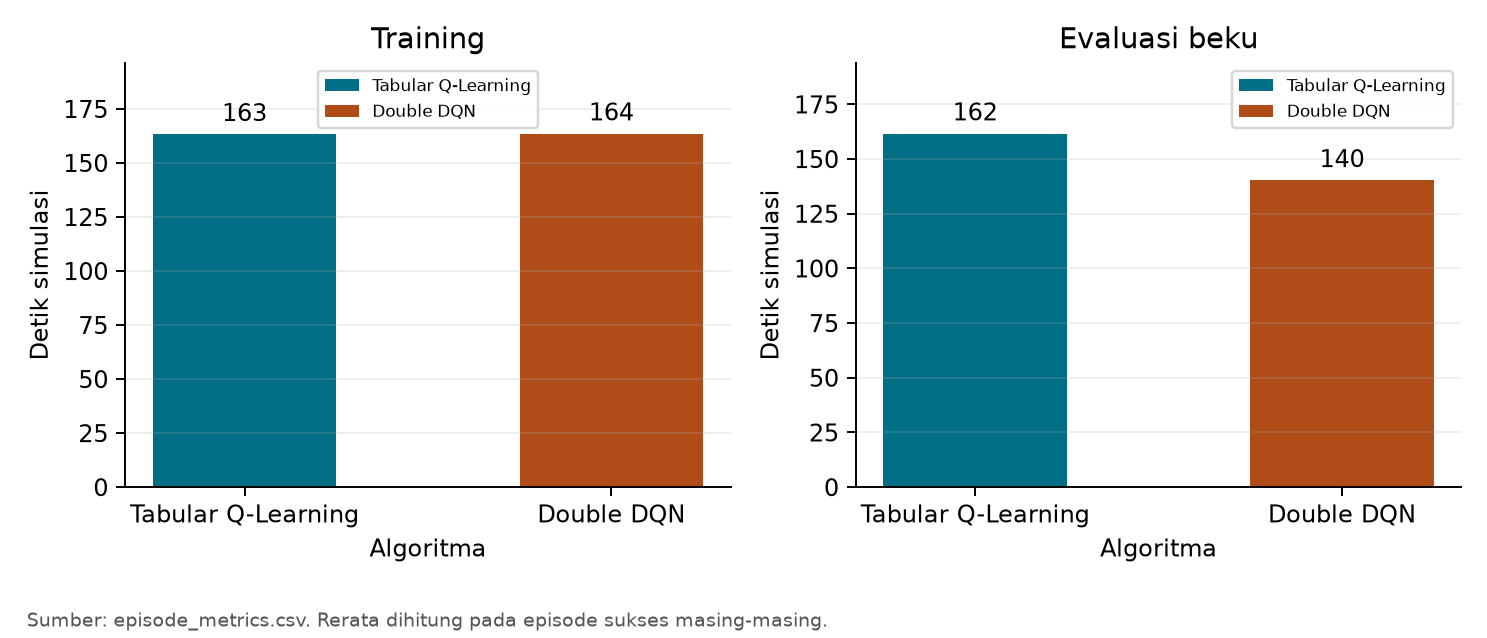 Training
Tabular Q-Learning
Double DQN
163
164
175
150
125
100
75
50
25
0
Detik simulasi
Tabular Q-Learning
Double DQN
Algoritma
Evaluasi beku
Tabular Q-Learning
Double DQN
162
140
175
150
125
100
75
50
25
0
Detik simulasi
Tabular Q-Learning
Double DQN
Algoritma
Sumber: episode_metrics.csv. Rerata dihitung pada episode sukses masing-masing.